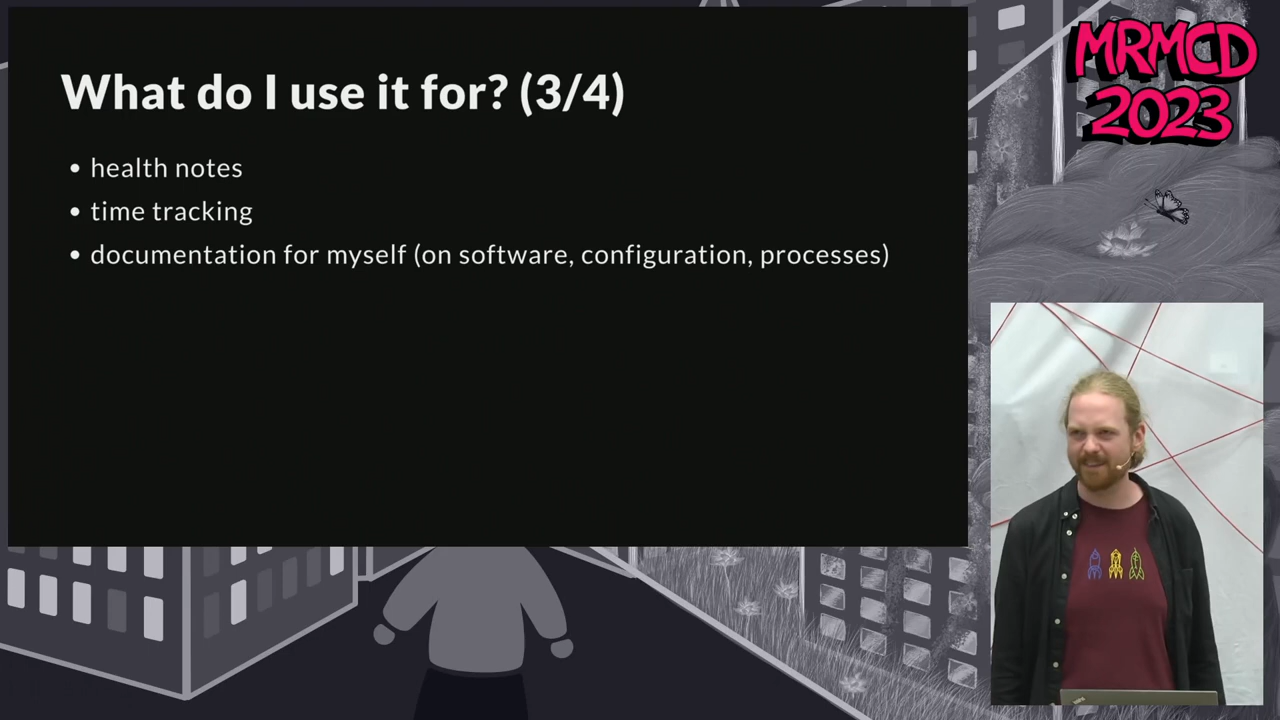 What do I use it for? (3/4)
• health notes
• time tracking
• documentation for myself (on software, configuration, processes)
MRMCD
2023